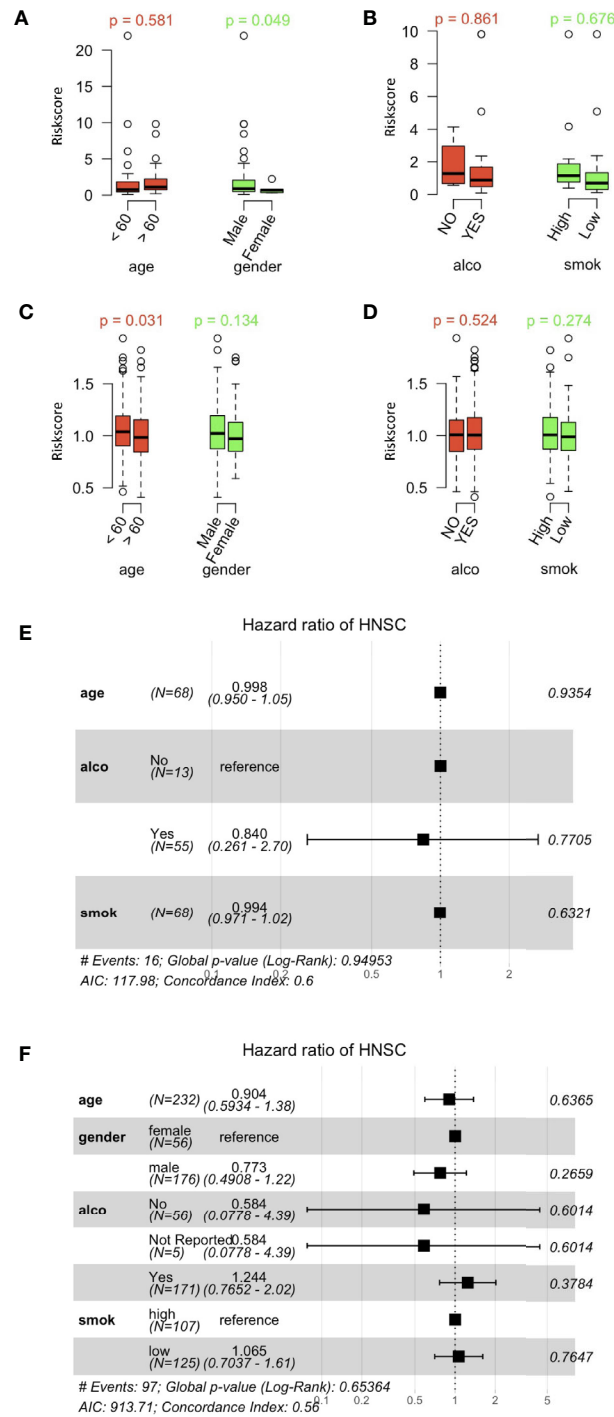 A
p = 0.581
p = 0.049
Riskscore
20
15
10
5
0
< 60
> 60
Male
Female
age
gender
B
p = 0.861
p = 0.676
Riskscore
10
8
6
4
2
0
NO
YES
High
Low
alco
smok
C
p = 0.031
p = 0.134
Riskscore
1.5
1.0
0.5
< 60
> 60
Male
Female
age
gender
D
p = 0.524
p = 0.274
Riskscore
1.5
1.0
0.5
NO
YES
High
Low
alco
smok
E
Hazard ratio of HNSC
age (N=68) 0.998 (0.950 - 1.05) 0.9354
alco No (N=13) reference
Yes (N=55) 0.840 (0.261 - 2.70) 0.7705
smok (N=68) 0.994 (0.971 - 1.02) 0.6321
# Events: 16; Global p-value (Log-Rank): 0.94953
AIC: 117.98; Concordance Index: 0.6
0.1 0.2 0.5 1 2
F
Hazard ratio of HNSC
age (N=232) 0.904 (0.5934 - 1.38) 0.6365
gender female (N=56) reference
male (N=176) 0.773 (0.4908 - 1.22) 0.2659
alco No (N=56) 0.584 (0.0778 - 4.39) 0.6014
Not Reported (N=5) 0.584 (0.0778 - 4.39) 0.6014
Yes (N=171) 1.244 (0.7652 - 2.02) 0.3784
smok high (N=107) reference
low (N=125) 1.065 (0.7037 - 1.61) 0.7647
# Events: 97; Global p-value (Log-Rank): 0.65364
AIC: 913.71; Concordance Index: 0.56
0.1 0.2 0.5 1 2 5